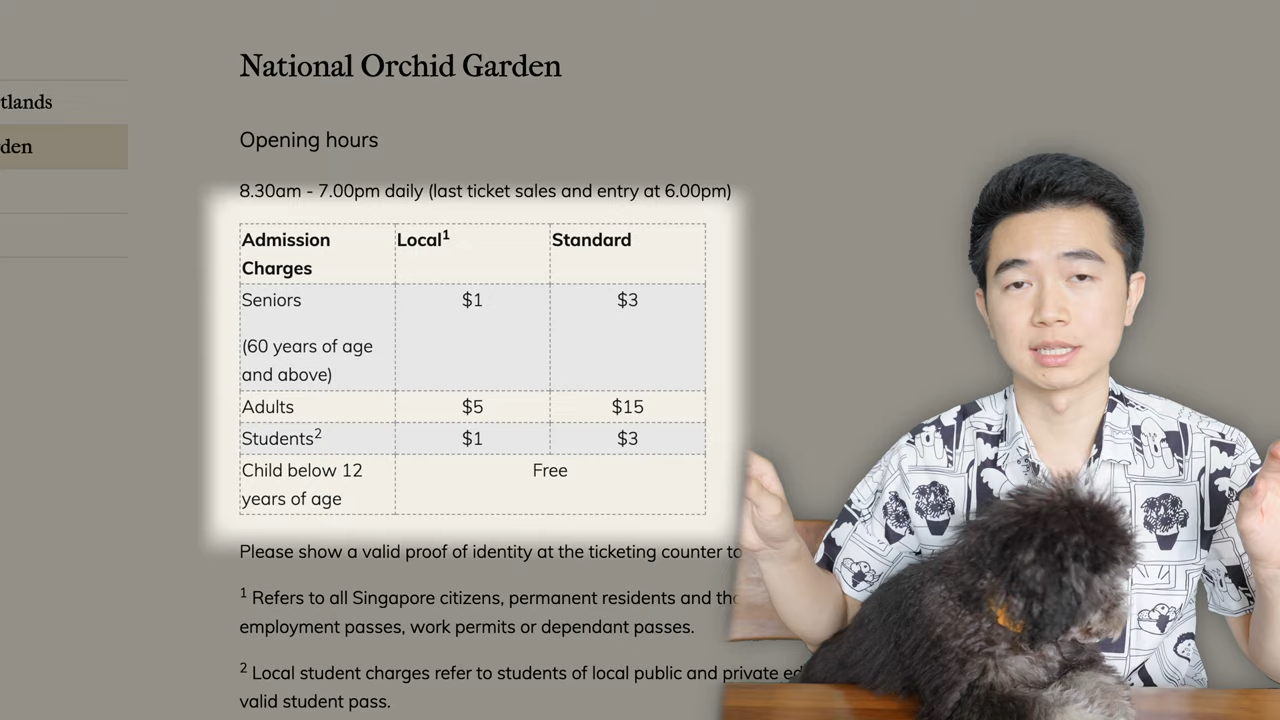 National Orchid Garden
tlands
den
Opening hours
8.30am - 7.00pm daily (last ticket sales and entry at 6.00pm)
Admission Charges Local¹ Standard
Seniors $1 $3
(60 years of age and above)
Adults $5 $15
Students² $1 $3
Child below 12 years of age Free
Please show a valid proof of identity at the ticketing counter to
¹ Refers to all Singapore citizens, permanent residents and
employment passes, work permits or dependant passes.
² Local student charges refer to students of local public and private
valid student pass.